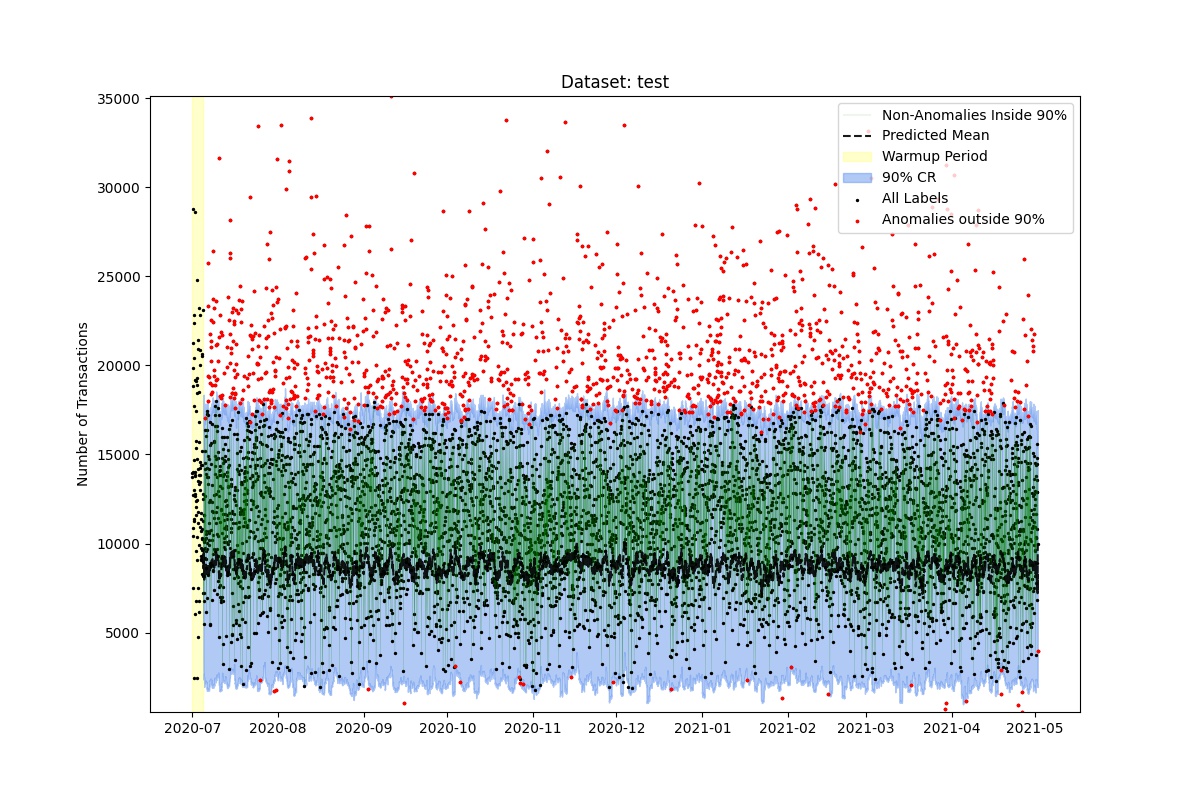 Dataset: test
35000
30000
25000
20000
15000
10000
5000
Number of Transactions
Non-Anomalies Inside 90%
Predicted Mean
Warmup Period
90% CR
All Labels
Anomalies outside 90%
2020-07
2020-08
2020-09
2020-10
2020-11
2020-12
2021-01
2021-02
2021-03
2021-04
2021-05